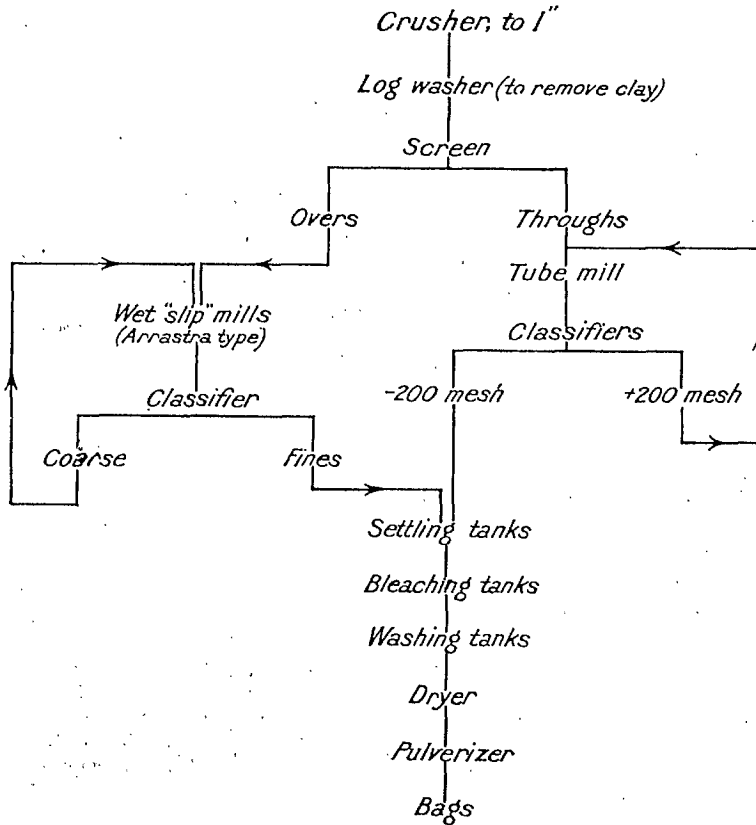 Crusher, to 1"
Log washer (to remove clay)
Screen
Overs
Throughs
Tube mill
Wet "slip" mills
(Arrastra type)
Classifiers
Classifier
-200 mesh
+200 mesh
Coarse
Fines
Settling tanks
Bleaching tanks
Washing tanks
Dryer
Pulverizer
Bags